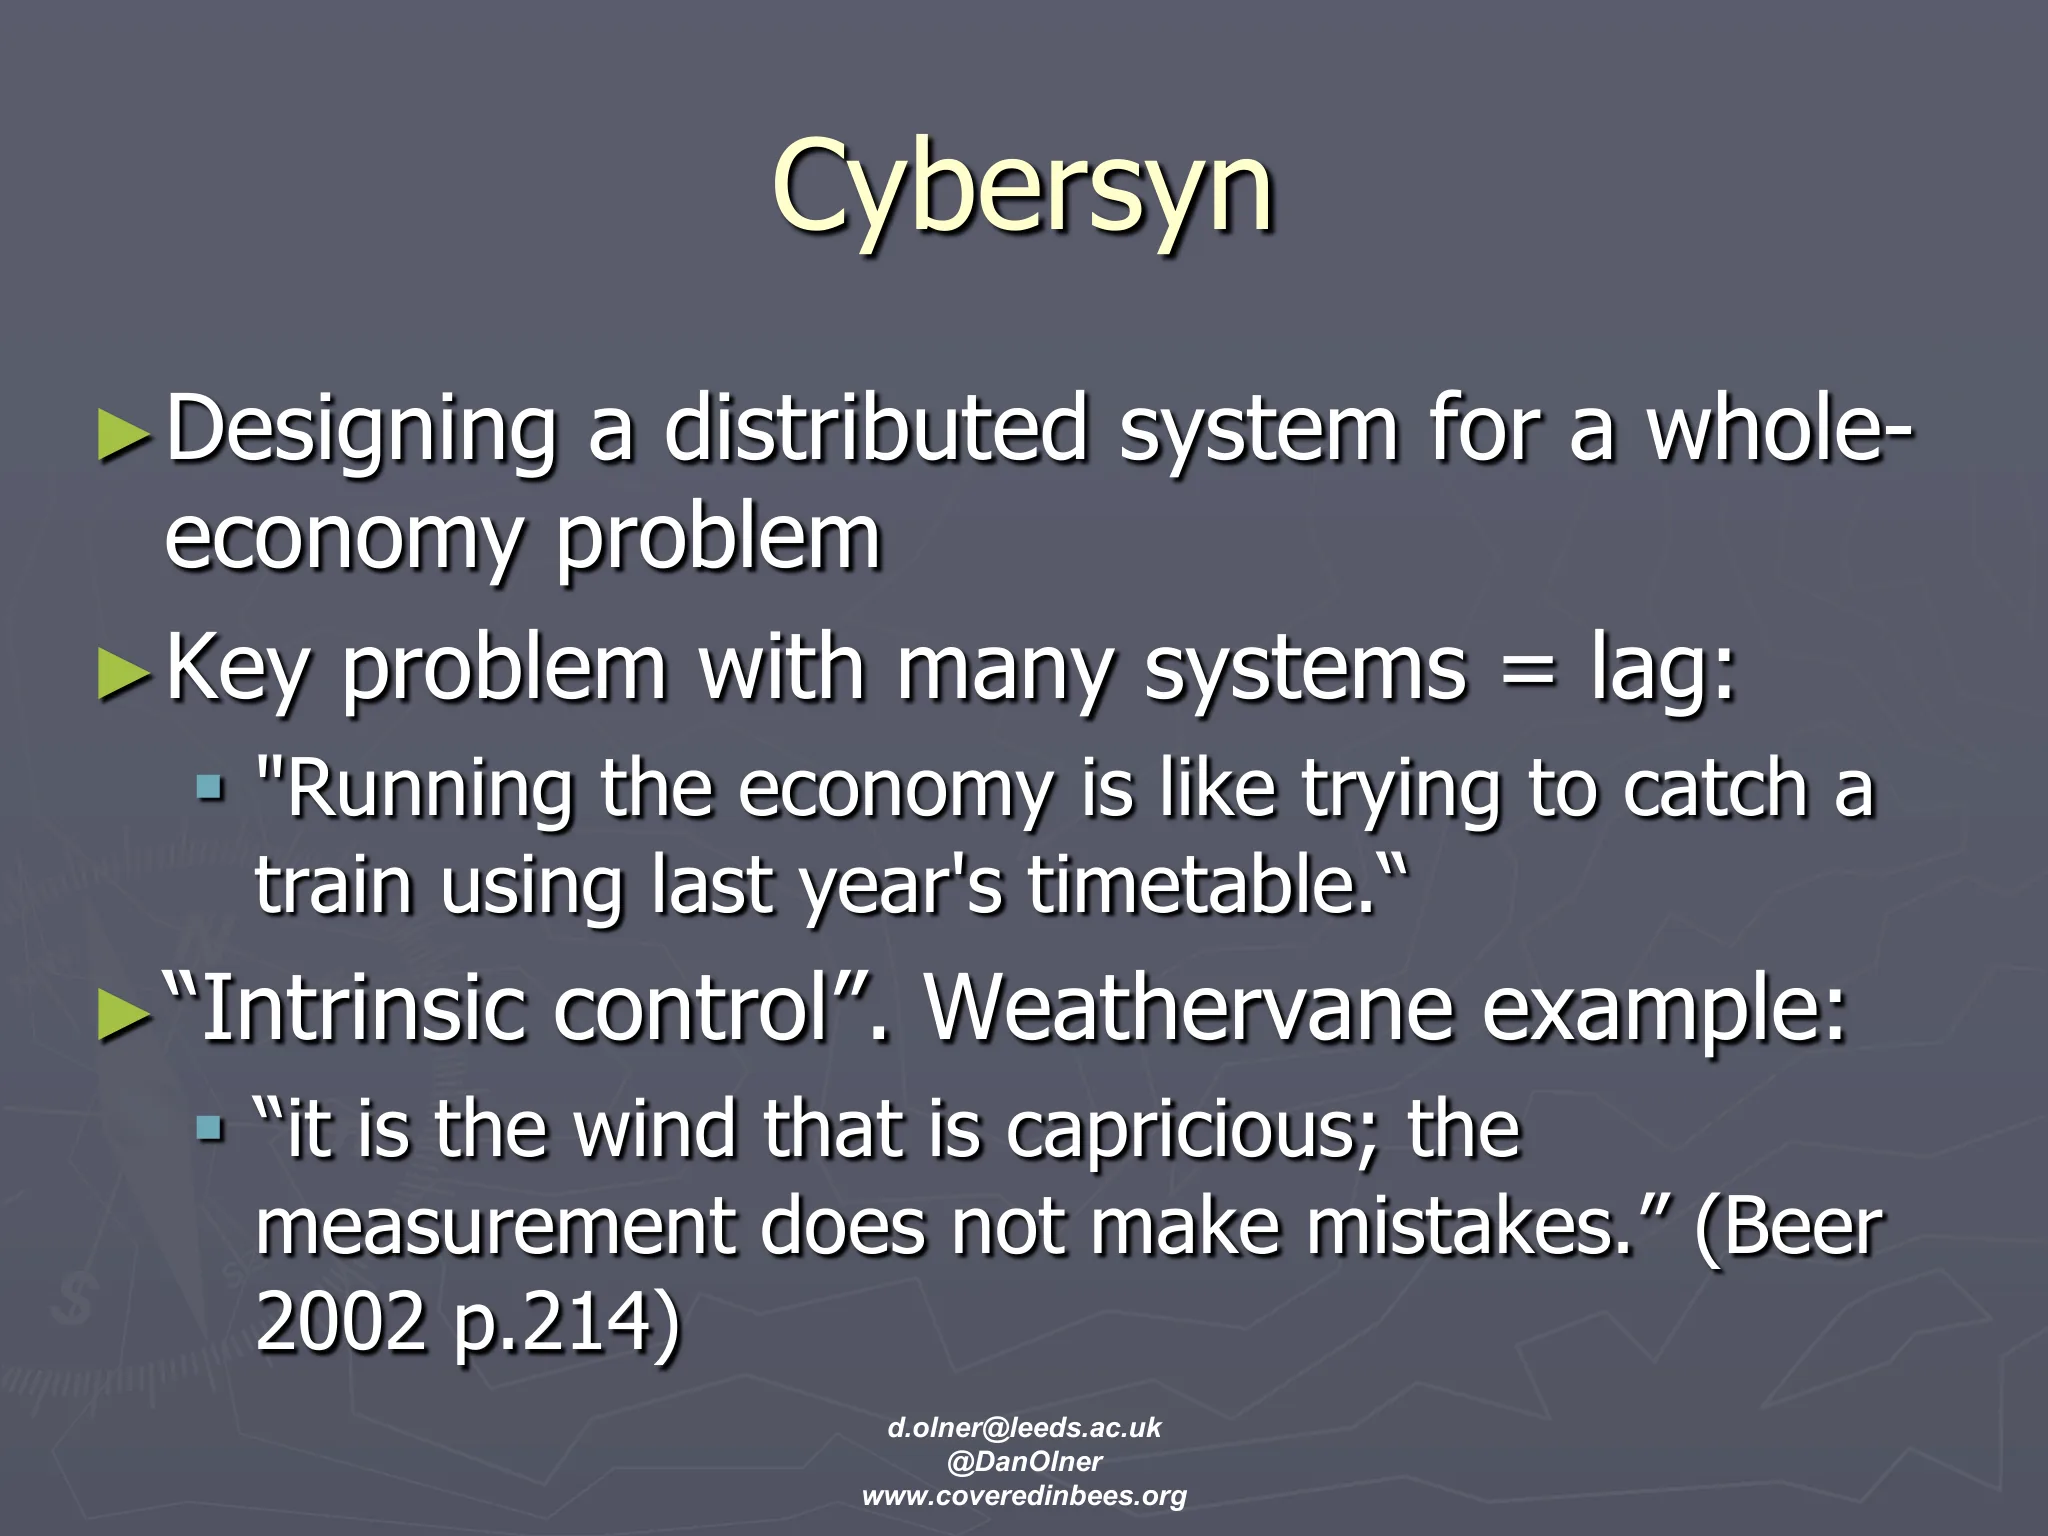 Cybersyn
►Designing a distributed system for a whole-
economy problem
►Key problem with many systems = lag:
▪ "Running the economy is like trying to catch a
train using last year's timetable.“
►“Intrinsic control”. Weathervane example:
▪ “it is the wind that is capricious; the
measurement does not make mistakes.” (Beer
2002 p.214)
d.olner@leeds.ac.uk
@DanOlner
www.coveredinbees.org